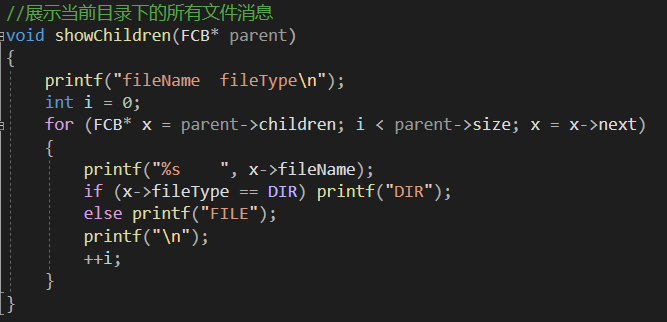 //展示当前目录下的所有文件消息
void showChildren(FCB* parent)
{
    printf("fileName  fileType\n");
    int i = 0;
    for (FCB* x = parent->children; i < parent->size; x = x->next)
    {
        printf("%s    ", x->fileName);
        if (x->fileType == DIR) printf("DIR");
        else printf("FILE");
        printf("\n");
        ++i;
    }
}